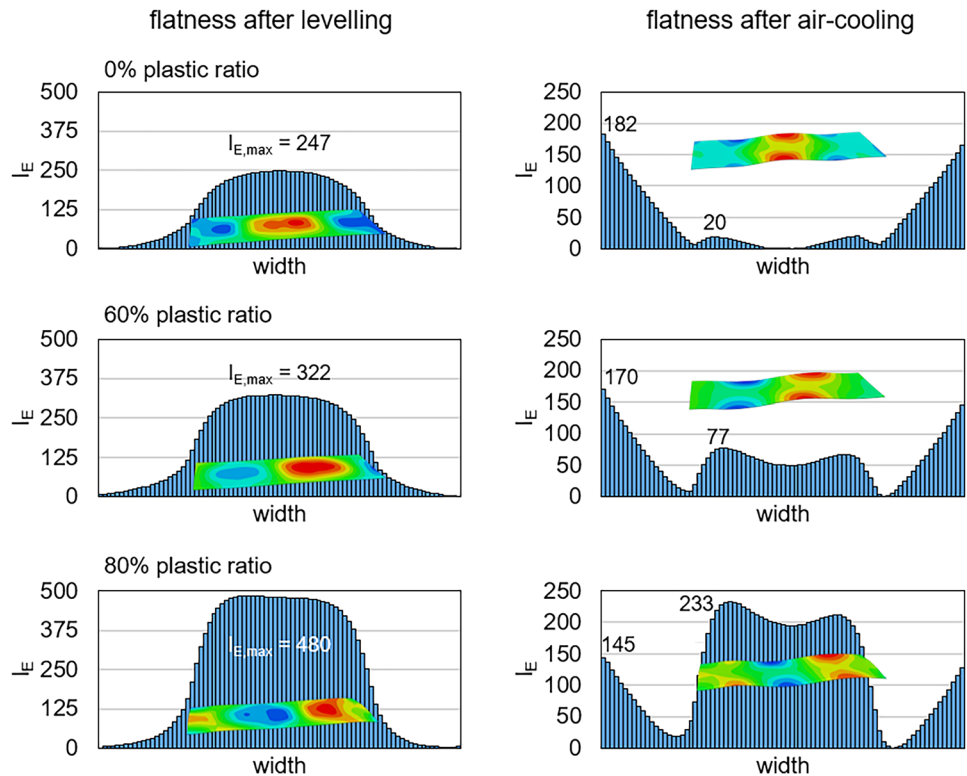 flatness after levelling
flatness after air-cooling
0% plastic ratio
500
375
250
125
0
I_E
I_E,max = 247
width
250
200
150
100
50
0
I_E
182
20
width
60% plastic ratio
500
375
250
125
0
I_E
I_E,max = 322
width
250
200
150
100
50
0
I_E
170
77
width
80% plastic ratio
500
375
250
125
0
I_E
I_E,max = 480
width
250
200
150
100
50
0
I_E
145
233
width